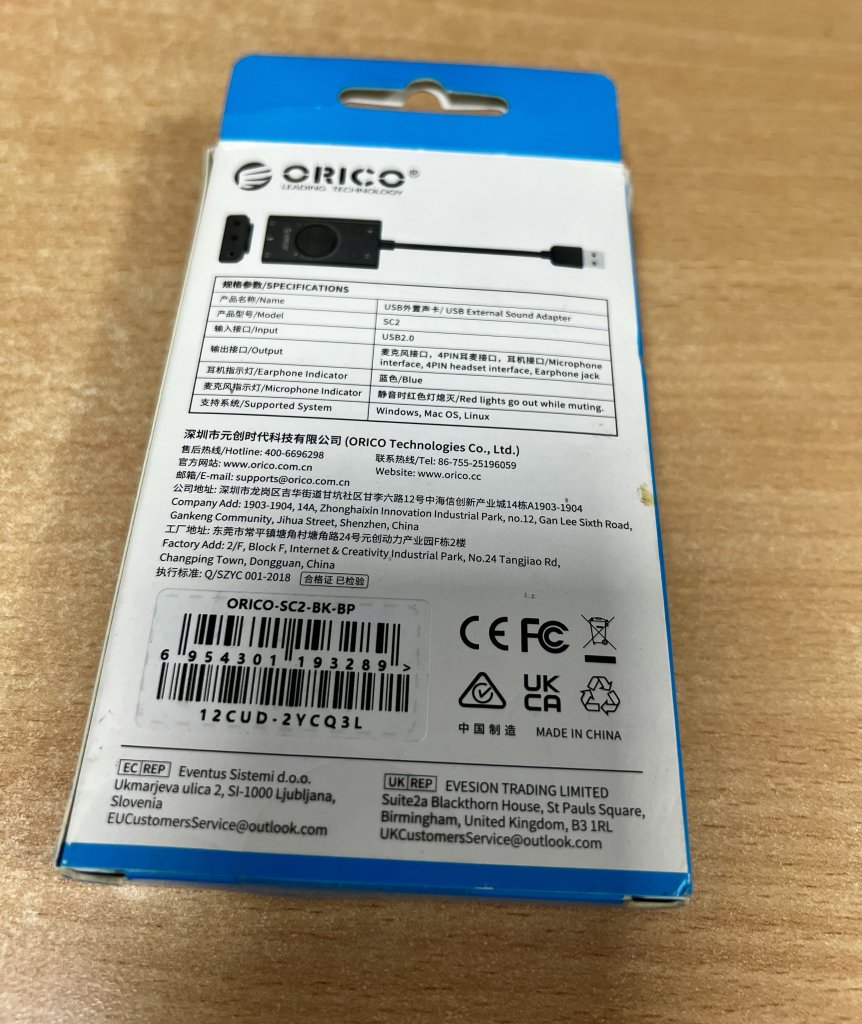 ORICO®
LEADING TECHNOLOGY
ORICO
规格参数/SPECIFICATIONS
产品名称/Name USB外置声卡/ USB External Sound Adapter
产品型号/Model SC2
输入接口/Input USB2.0
输出接口/Output 麦克风接口，4PIN耳麦接口，耳机接口/Microphone
interface, 4PIN headset interface, Earphone jack
耳机指示灯/Earphone Indicator 蓝色/Blue
麦克风指示灯/Microphone Indicator 静音时红色灯熄灭/Red lights go out while muting.
支持系统/Supported System Windows, Mac OS, Linux
深圳市元创时代科技有限公司 (ORICO Technologies Co., Ltd.)
售后热线/Hotline: 400-6696298 联系热线/Tel: 86-755-25196059
官方网站: www.orico.com.cn Website: www.orico.cc
邮箱/E-mail: supports@orico.com.cn
公司地址: 深圳市龙岗区吉华街道甘坑社区甘李六路12号中海信创新产业城14栋A1903-1904
Company Add: 1903-1904, 14A, Zhonghaixin Innovation Industrial Park, no.12, Gan Lee Sixth Road,
Gankeng Community, Jihua Street, Shenzhen, China
工厂地址: 东莞市常平镇塘角村塘角路24号元创动力产业园F栋2楼
Factory Add: 2/F, Block F, Internet & Creativity Industrial Park, No.24 Tangjiao Rd,
Changping Town, Dongguan, China
执行标准: Q/SZYC 001-2018 合格证 已检验
ORICO-SC2-BK-BP
6 954301 193289 >
12CUD-2YCQ3L
CE FC
UK
CA
中国制造 MADE IN CHINA
EC REP Eventus Sistemi d.o.o.
Ukmarjeva ulica 2, SI-1000 Ljubljana,
Slovenia
EUCustomersService@outlook.com
UK REP EVESION TRADING LIMITED
Suite2a Blackthorn House, St Pauls Square,
Birmingham, United Kingdom, B3 1RL
UKCustomersService@outlook.com